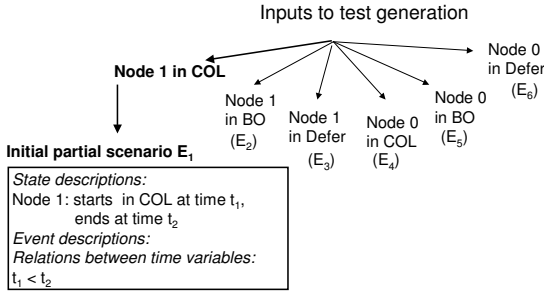 Inputs to test generation
Node 1 in COL
Node 1
in BO
(E₂)
Node 1
in Defer
(E₃)
Node 0
in COL
(E₄)
Node 0
in BO
(E₅)
Node 0
in Defer
(E₆)
Initial partial scenario E₁
State descriptions:
Node 1: starts in COL at time t₁,
ends at time t₂
Event descriptions:
Relations between time variables:
t₁ < t₂